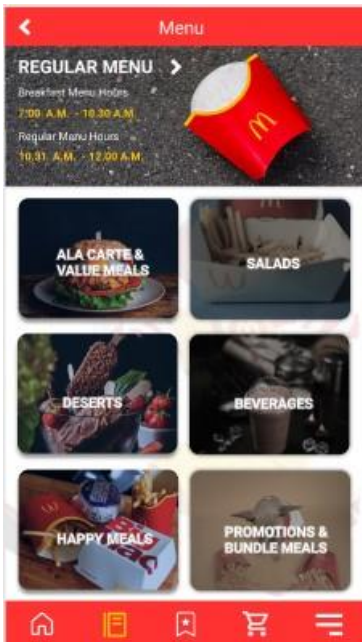 Menu
REGULAR MENU
Breakfast Menu Hours
7:00 A.M. - 10.30 A.M.
Regular Menu Hours
10.31 A.M. - 12.00 A.M.
ALA CARTE &
VALUE MEALS
SALADS
DESERTS
BEVERAGES
HAPPY MEALS
PROMOTIONS &
BUNDLE MEALS